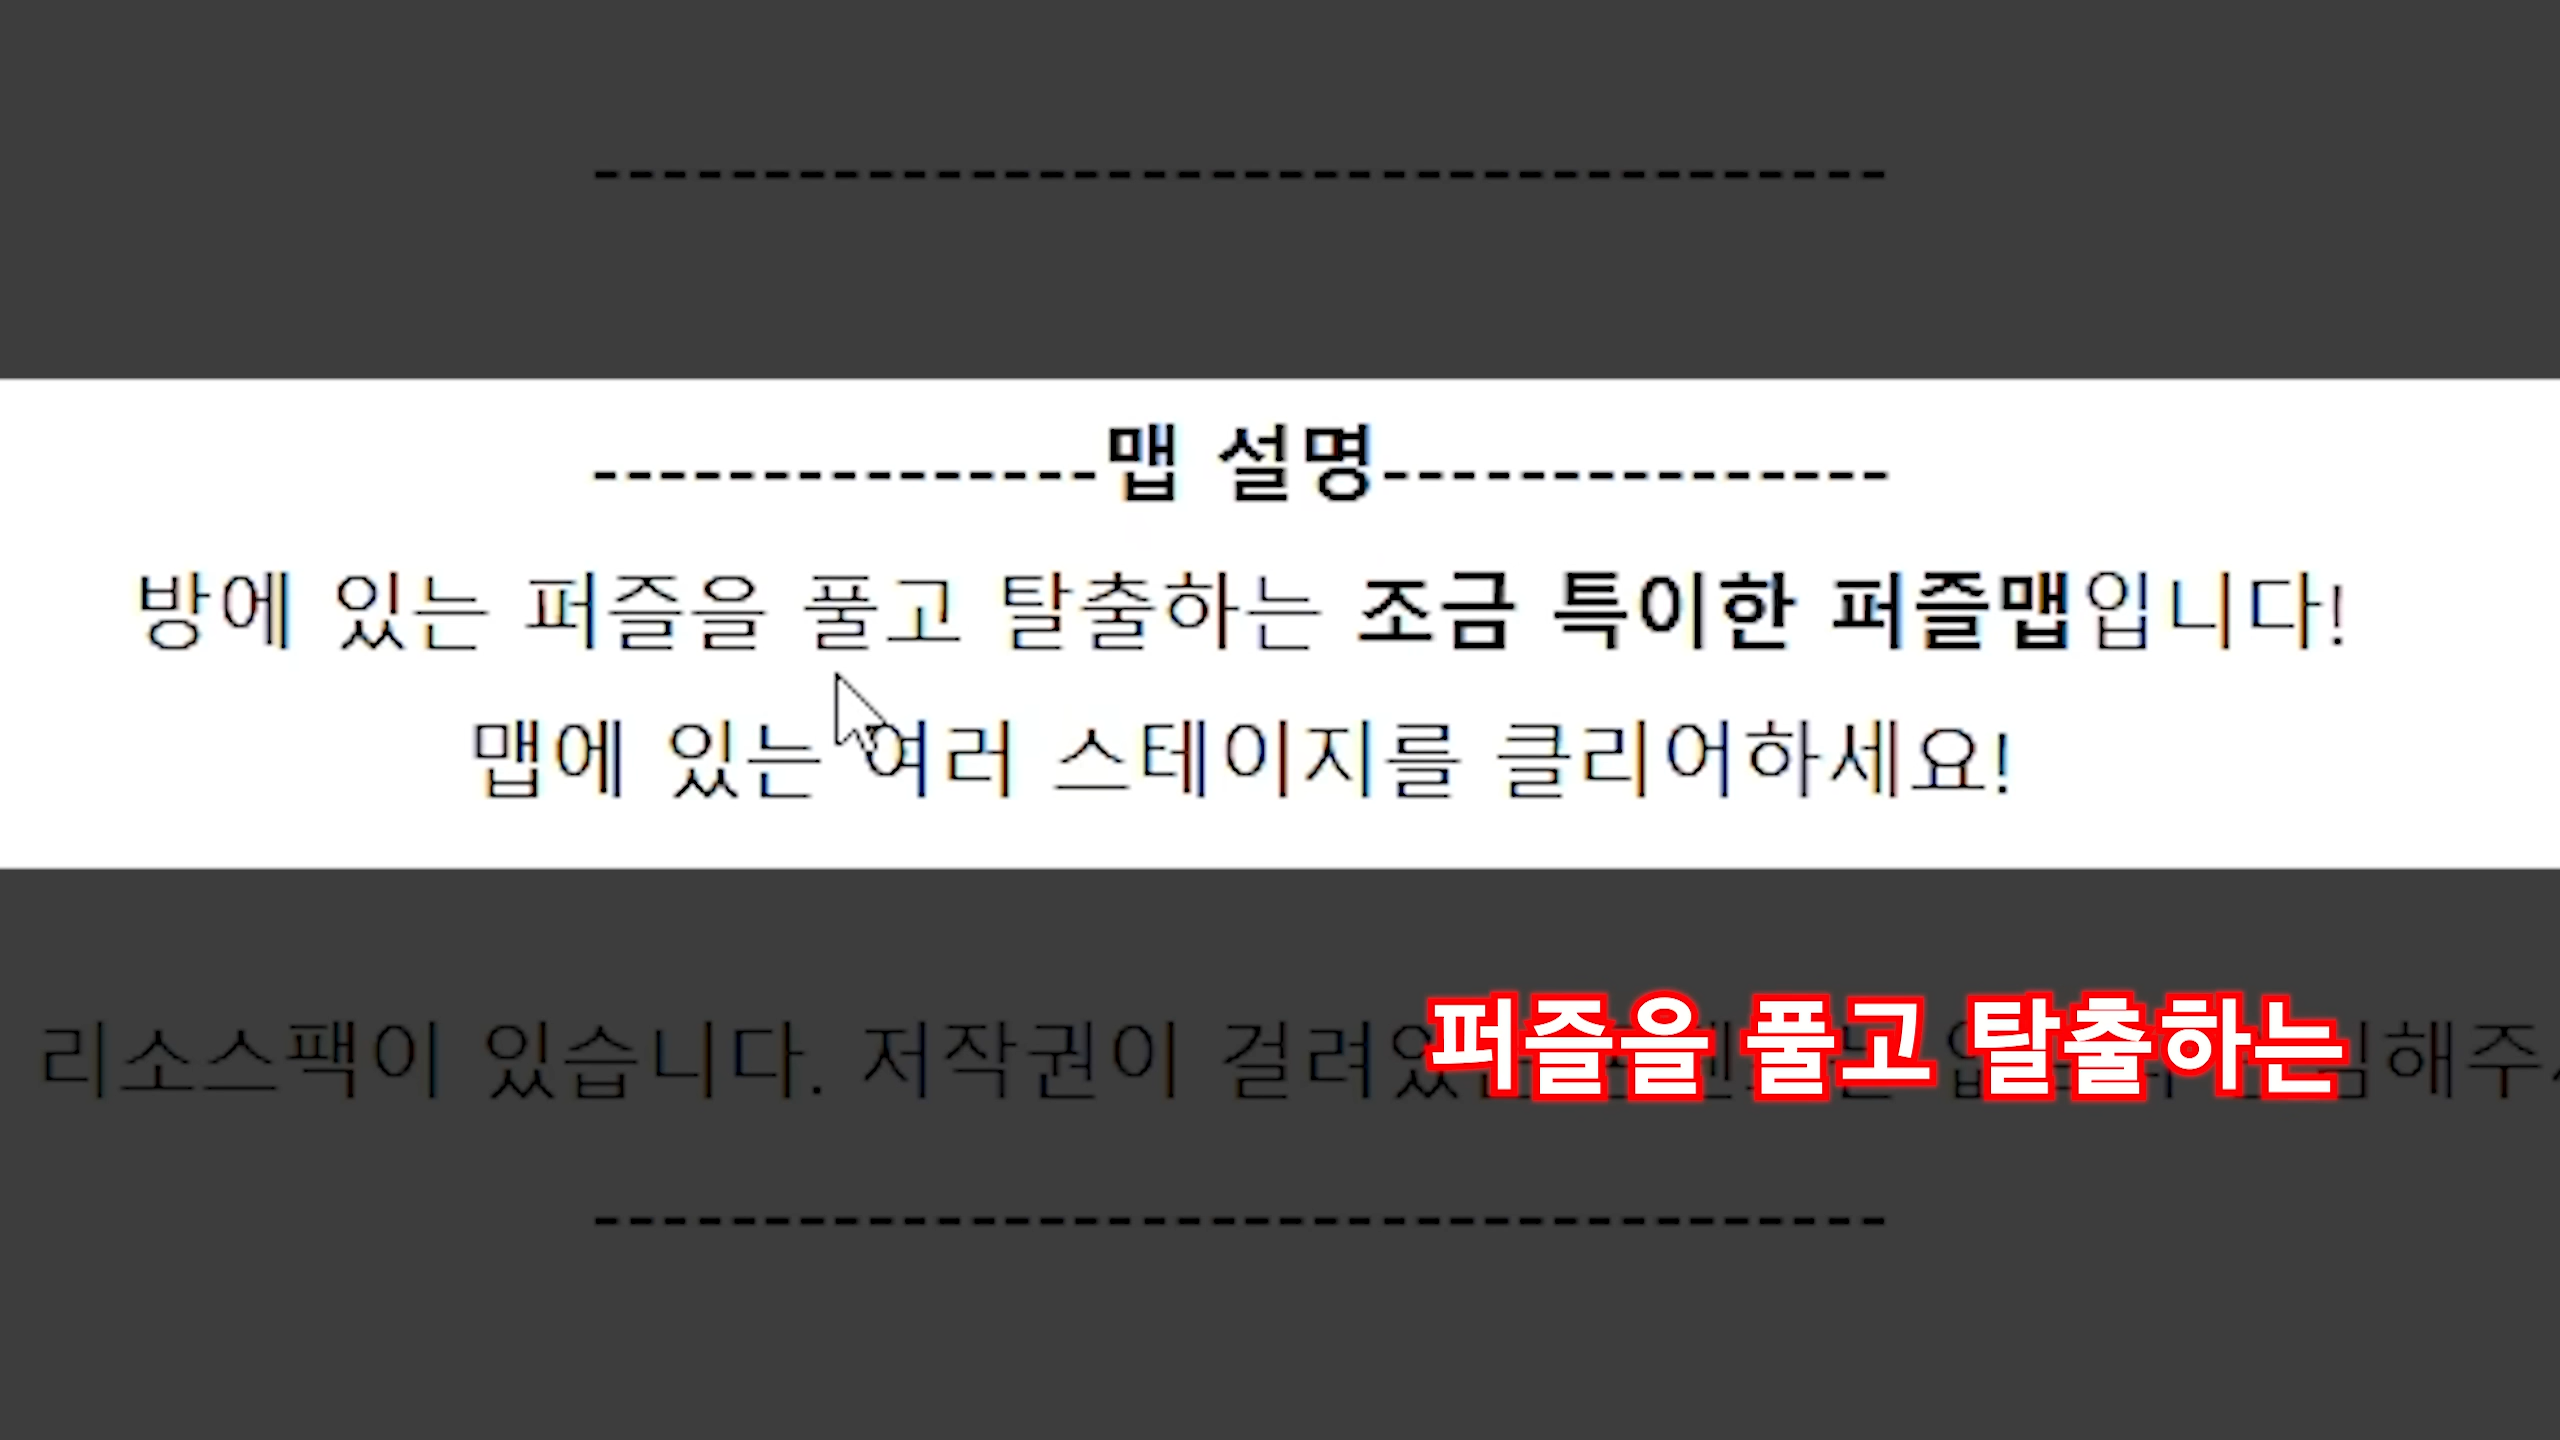 --------------------------------------
---------------맵 설명---------------
방에 있는 퍼즐을 풀고 탈출하는 조금 특이한 퍼즐맵입니다!
맵에 있는 여러 스테이지를 클리어하세요!
리소스팩이 있습니다. 저작권이
퍼즐을 풀고 탈출하는
--------------------------------------